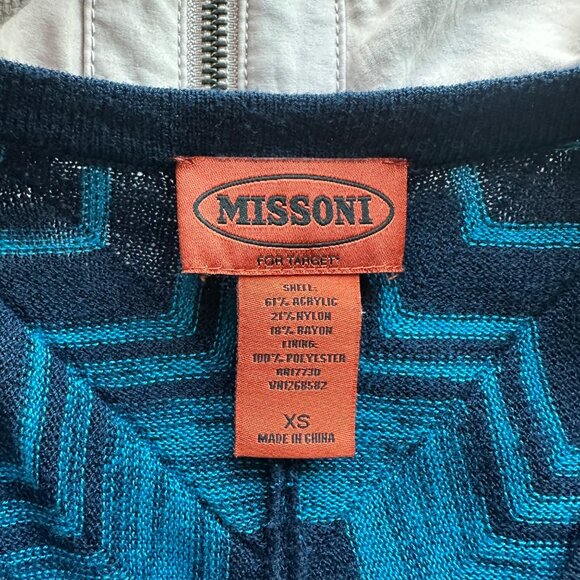 MISSONI
FOR TARGET®
SHELL:
61% ACRYLIC
21% NYLON
18% RAYON
LINING:
100% POLYESTER
RN17730
VN1268582
XS
MADE IN CHINA